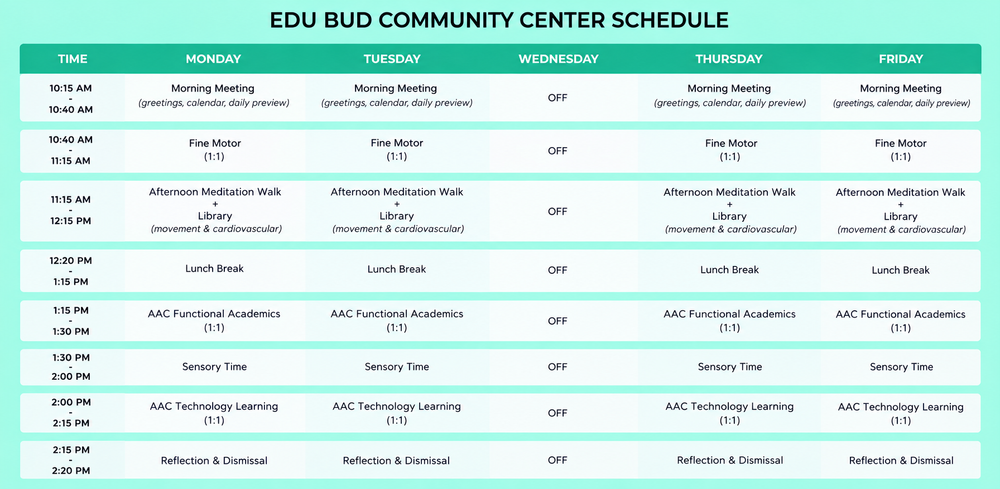 EDU BUD COMMUNITY CENTER SCHEDULE
TIME MONDAY TUESDAY WEDNESDAY THURSDAY FRIDAY
10:15 AM
-
10:40 AM
Morning Meeting
(greetings, calendar, daily preview)
Morning Meeting
(greetings, calendar, daily preview)
OFF
Morning Meeting
(greetings, calendar, daily preview)
Morning Meeting
(greetings, calendar, daily preview)
10:40 AM
-
11:15 AM
Fine Motor
(1:1)
Fine Motor
(1:1)
OFF
Fine Motor
(1:1)
Fine Motor
(1:1)
11:15 AM
-
12:15 PM
Afternoon Meditation Walk
+
Library
(movement & cardiovascular)
Afternoon Meditation Walk
+
Library
(movement & cardiovascular)
OFF
Afternoon Meditation Walk
+
Library
(movement & cardiovascular)
Afternoon Meditation Walk
+
Library
(movement & cardiovascular)
12:20 PM
-
1:15 PM
Lunch Break
Lunch Break
OFF
Lunch Break
Lunch Break
1:15 PM
-
1:30 PM
AAC Functional Academics
(1:1)
AAC Functional Academics
(1:1)
OFF
AAC Functional Academics
(1:1)
AAC Functional Academics
(1:1)
1:30 PM
-
2:00 PM
Sensory Time
Sensory Time
OFF
Sensory Time
Sensory Time
2:00 PM
-
2:15 PM
AAC Technology Learning
(1:1)
AAC Technology Learning
(1:1)
OFF
AAC Technology Learning
(1:1)
AAC Technology Learning
(1:1)
2:15 PM
-
2:20 PM
Reflection & Dismissal
Reflection & Dismissal
OFF
Reflection & Dismissal
Reflection & Dismissal